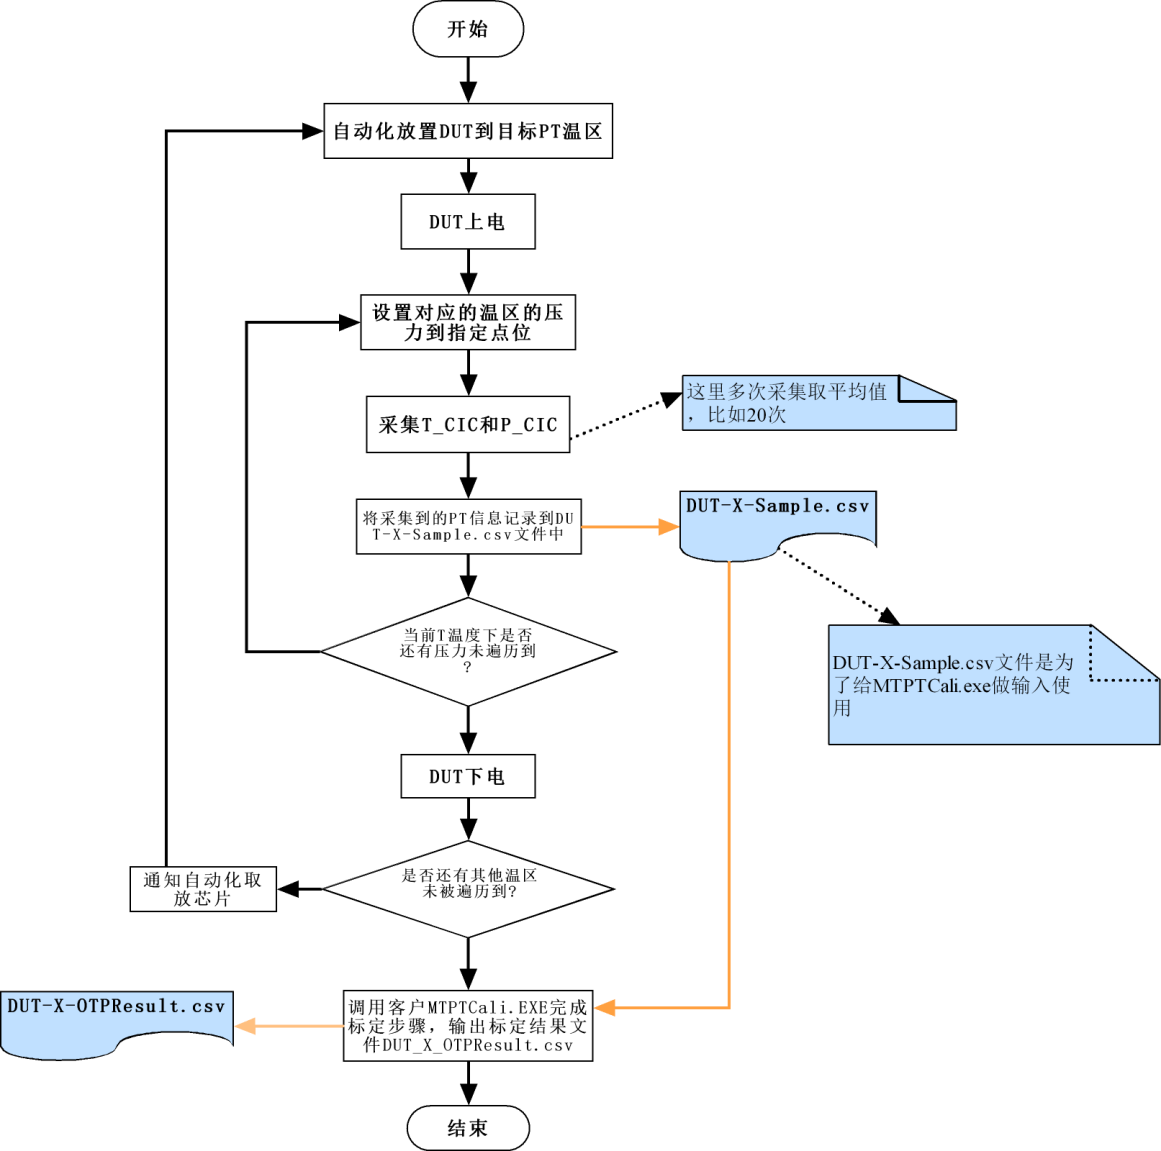 开始
自动化放置DUT到目标PT温区
DUT上电
设置对应的温区的压
力到指定点位
采集T_CIC和P_CIC
这里多次采集取平均值
，比如20次
将采集到的PT信息记录到DU
T-X-Sample.csv文件中
DUT-X-Sample.csv
当前T温度下是否
还有压力未遍历到
？
DUT-X-Sample.csv文件是为
了给MTPTCali.exe做输入使
用
DUT下电
是否还有其他温区
未被遍历到?
通知自动化取
放芯片
调用客户MTPTCali.EXE完成
标定步骤，输出标定结果文
件DUT_X_OTPResult.csv
DUT-X-OTPResult.csv
结束